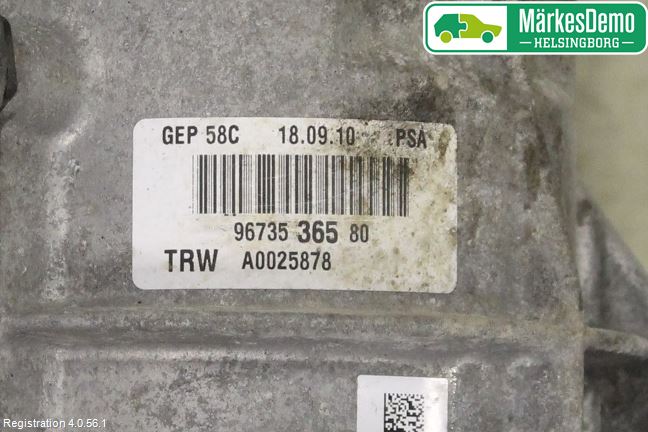 MärkesDemo
HELSINGBORG
GEP 58C 18.09.10 PSA
96735 365 80
TRW A0025878
Registration 4.0.56.1